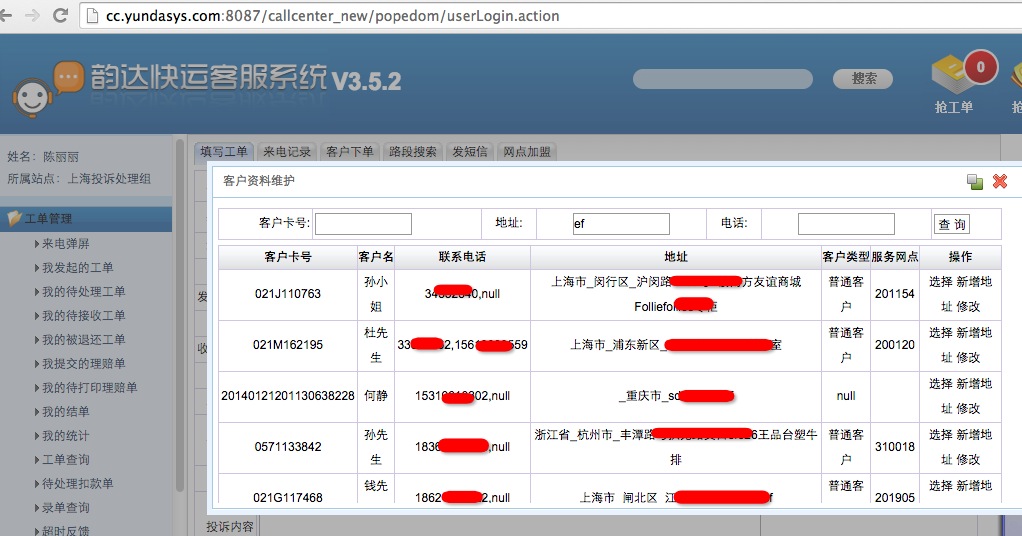 cc.yundasys.com:8087/callcenter_new/popedom/userLogin.action
韵达快运客服系统 V3.5.2
搜索
0
抢工单
抢
姓名: 陈丽丽
所属站点: 上海投诉处理组
填写工单 来电记录 客户下单 路段搜索 发短信 网点加盟
工单管理
来电弹屏
我发起的工单
我的待处理工单
我的待接收工单
我的被退还工单
我提交的理赔单
我的待打印理赔单
我的结单
我的统计
工单查询
待处理扣款单
录单查询
超时反馈
发
收
客户资料维护
客户卡号: 地址: ef 电话: 查 询
客户卡号 客户名 联系电话 地址 客户类型 服务网点 操作
021J110763 孙小姐 ,null 上海市_闵行区_沪闵路 方友谊商城 Folliefo 普通客户 201154 选择 新增地址 修改
021M162195 杜先生 33 2,156 559 上海市_浦东新区_ 室 普通客户 200120 选择 新增地址 修改
2014012120113063​8228 何静 1531 02,null _重庆市_sd null 选择 新增地址 修改
0571133842 孙先生 1836 ,null 浙江省_杭州市_丰潭路 王品台塑牛排 普通客户 310018 选择 新增地址 修改
021G117468 钱先 1862 2,null 上海市_闸北区_江 f 普通客 201905 选择 新增地址 修改
投诉内容